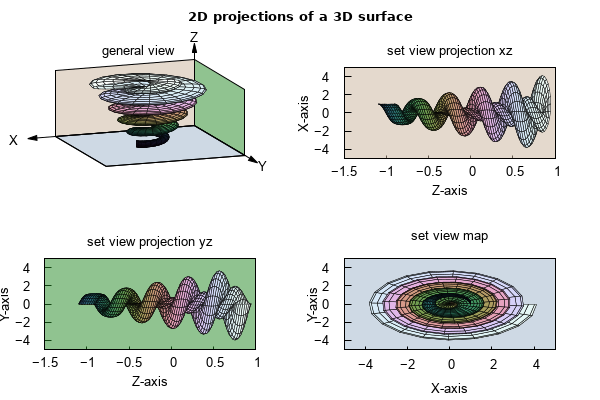 2D projections of a 3D surface
general view
Z
X
Y
set view projection xz
X-axis
4
2
0
−2
−4
−1.5 −1 −0.5 0 0.5 1
Z-axis
set view projection yz
Y-axis
4
2
0
−2
−4
−1.5 −1 −0.5 0 0.5 1
Z-axis
set view map
Y-axis
4
2
0
−2
−4
−4 −2 0 2 4
X-axis